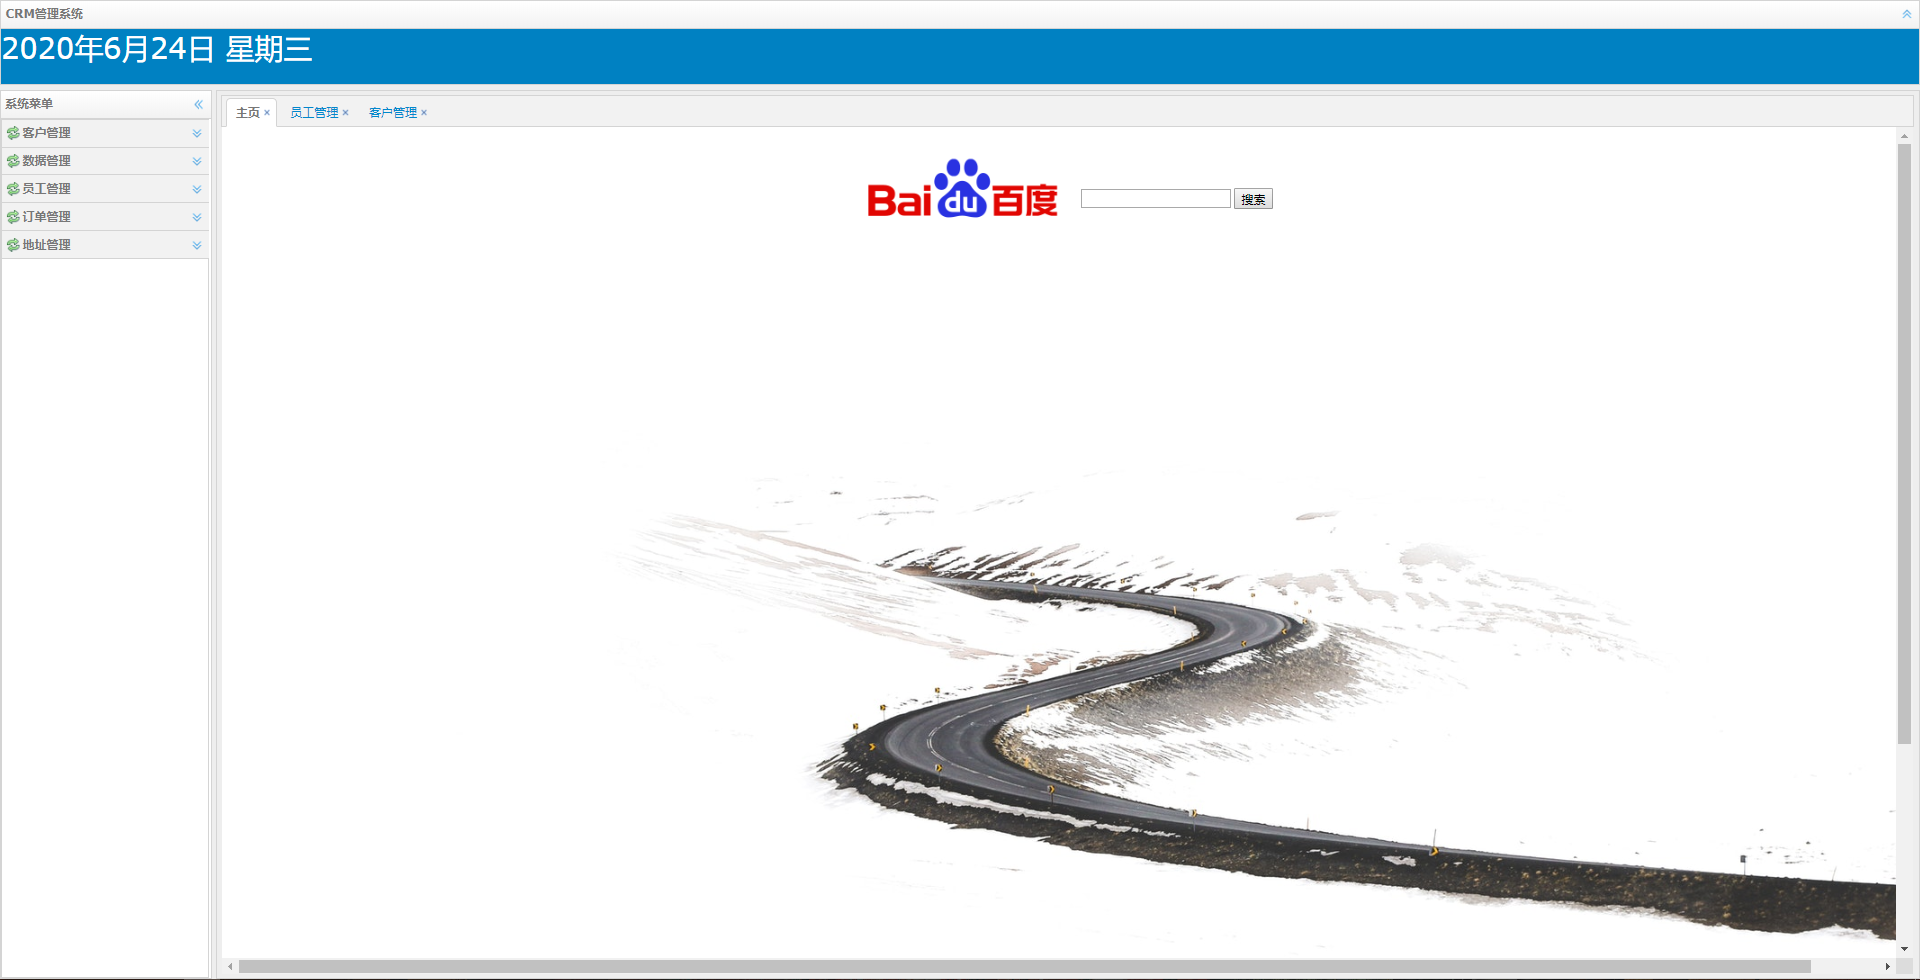 CRM管理系统
2020年6月24日 星期三
系统菜单
客户管理
数据管理
员工管理
订单管理
地址管理
主页 × 员工管理 × 客户管理 ×
Bai du 百度 搜索